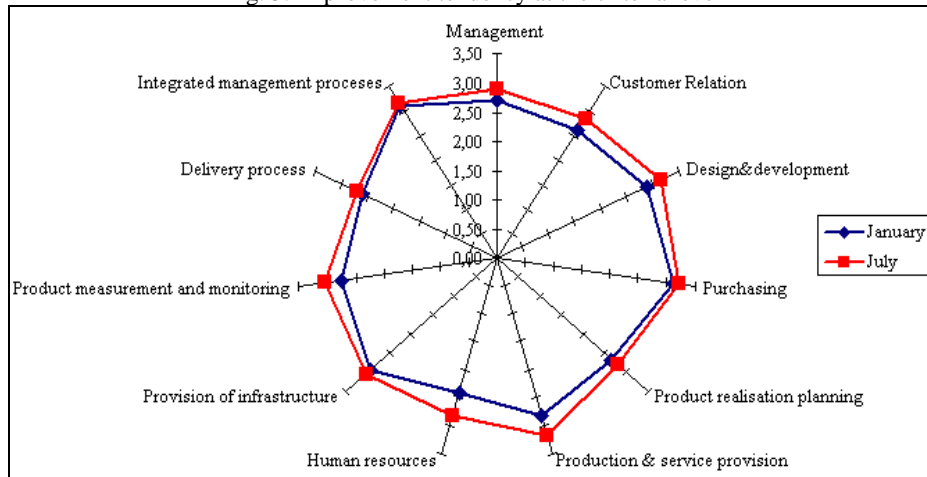 Management
3,50
3,00
2,50
2,00
1,50
1,00
0,50
0,00
Integrated management proceses
Customer Relation
Delivery process
Design&development
January
July
Product measurement and monitoring
Purchasing
Provision of infrastructure
Product realisation planning
Human resources
Production & service provision